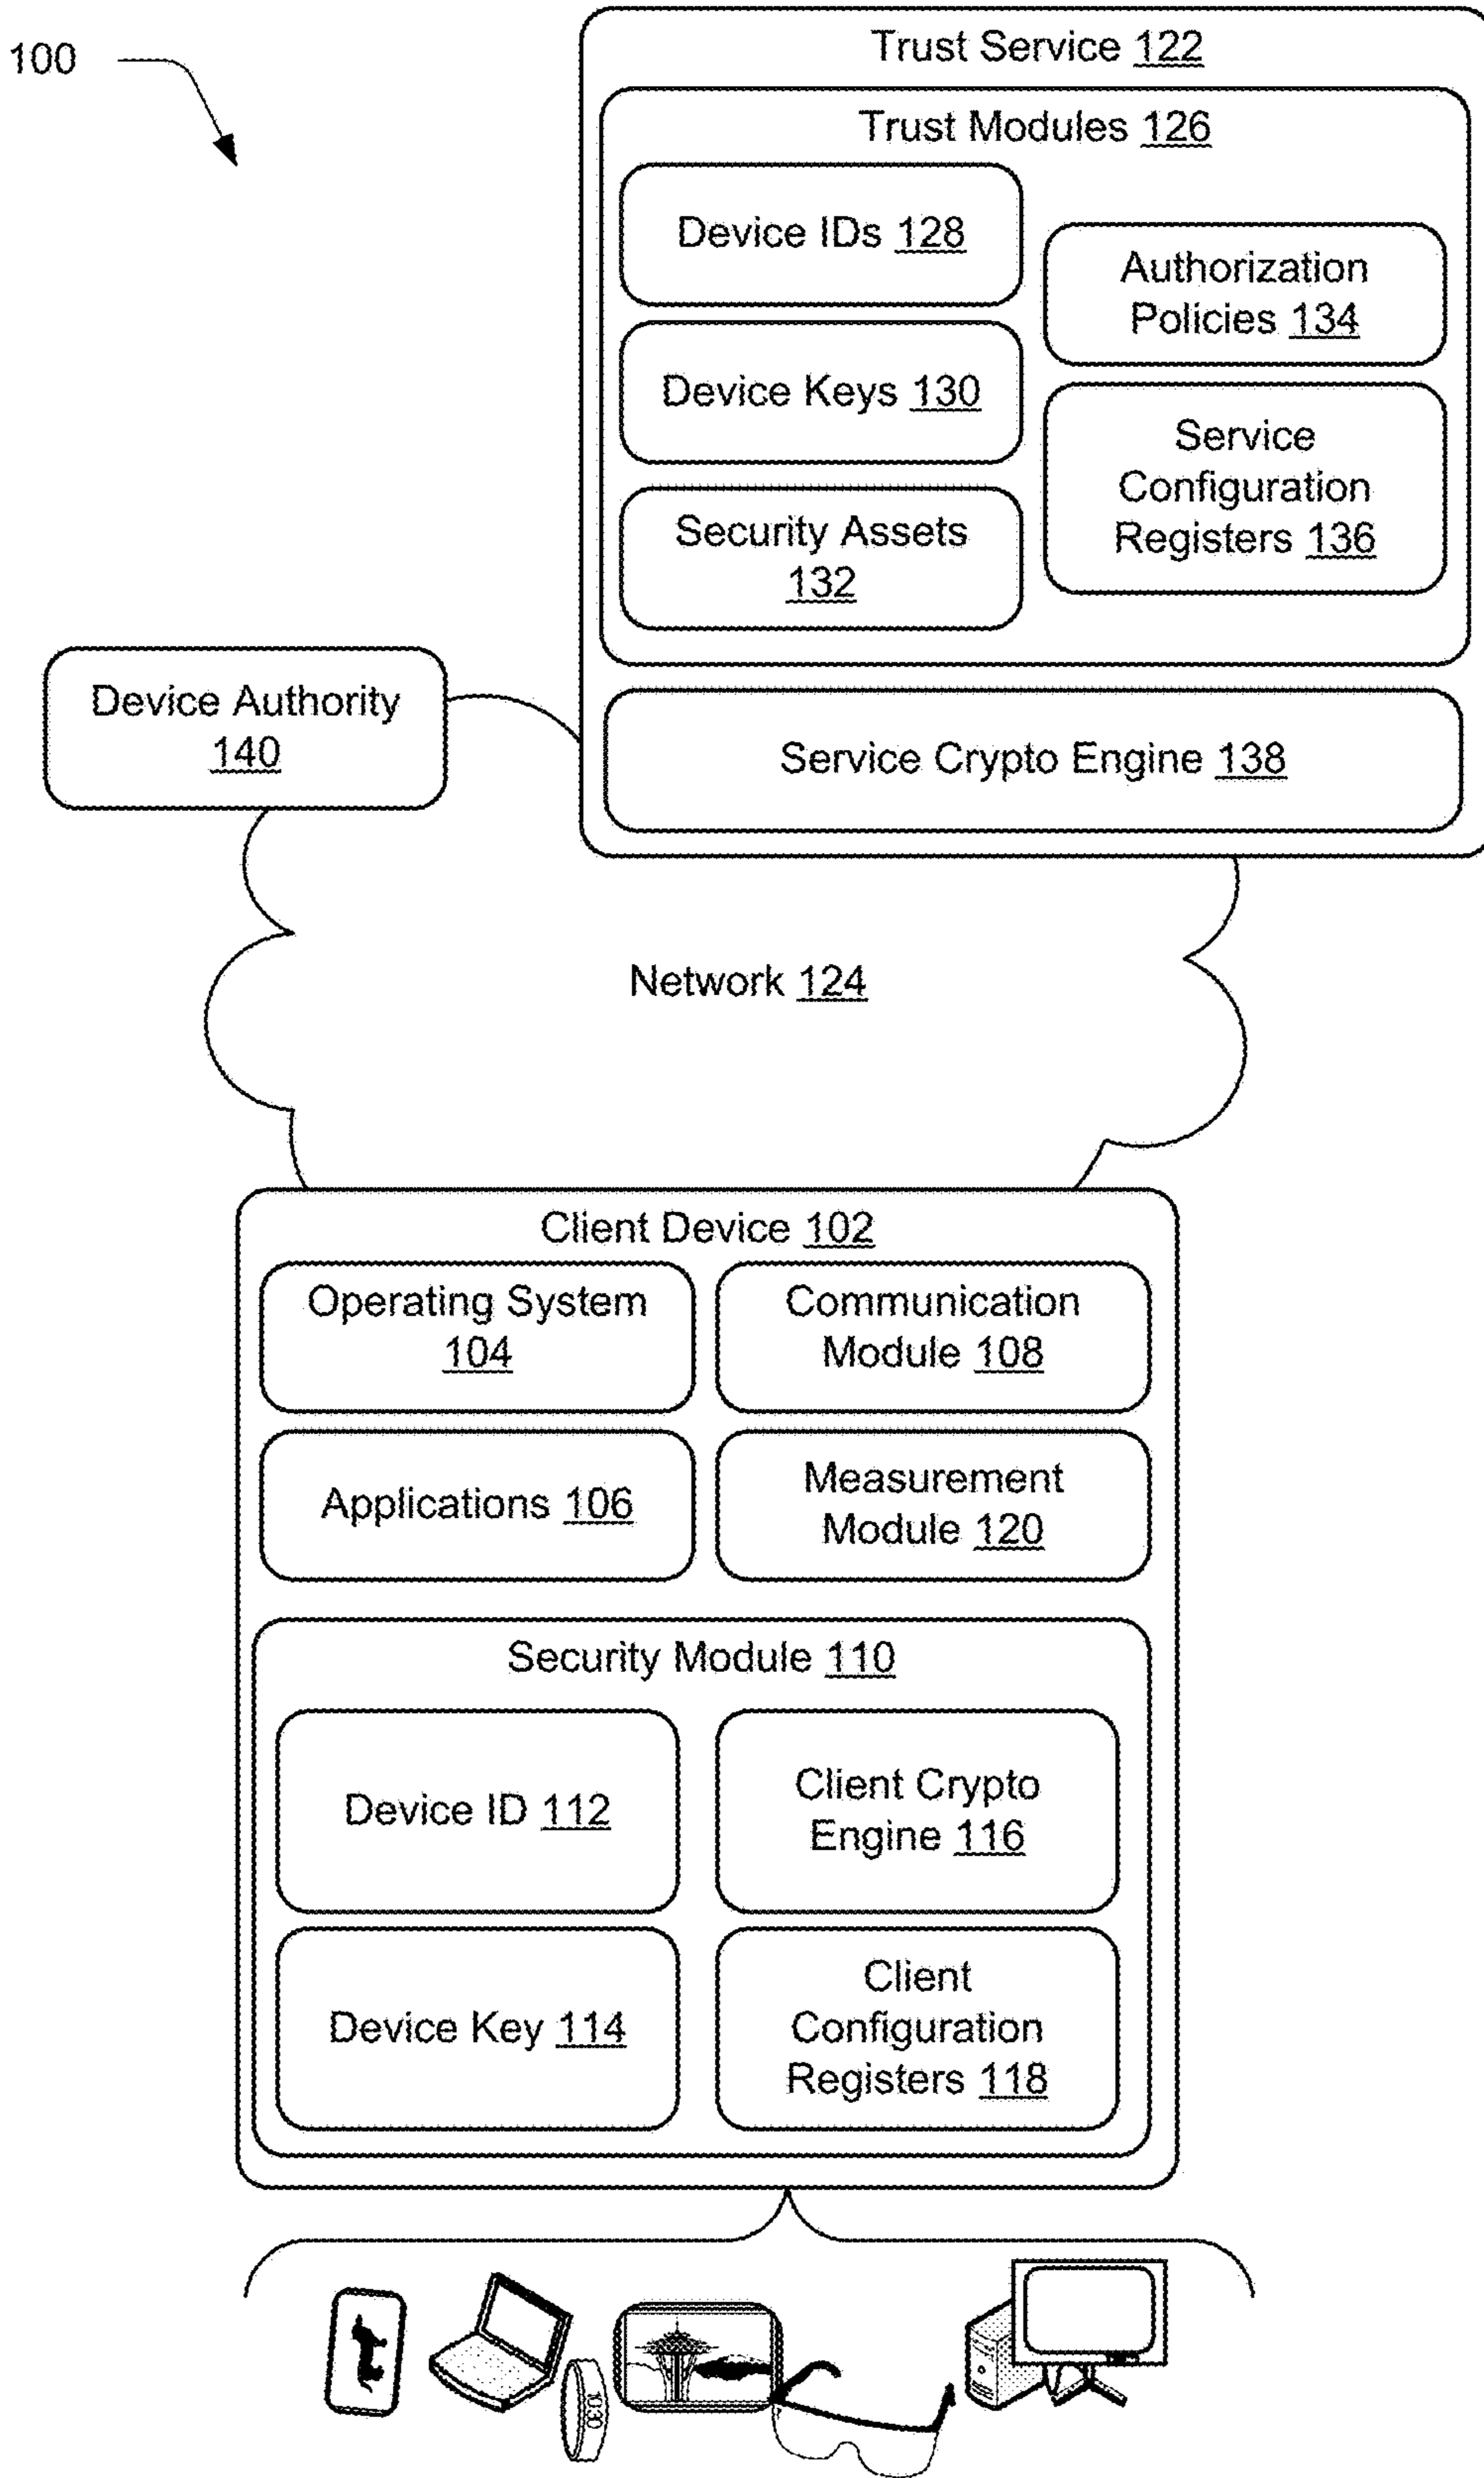 100
Trust Service 122
Trust Modules 126
Device IDs 128
Device Keys 130
Security Assets
132
Authorization
Policies 134
Service
Configuration
Registers 136
Service Crypto Engine 138
Device Authority
140
Network 124
Client Device 102
Operating System
104
Communication
Module 108
Applications 106
Measurement
Module 120
Security Module 110
Device ID 112
Client Crypto
Engine 116
Device Key 114
Client
Configuration
Registers 118
1030